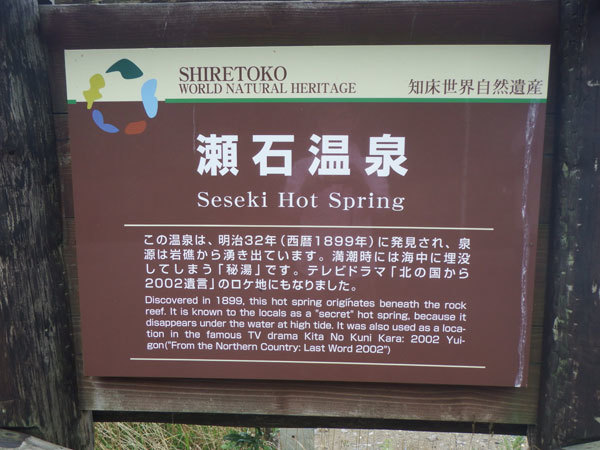 SHIRETOKO
WORLD NATURAL HERITAGE
知床世界自然遺産
瀬石温泉
Seseki Hot Spring
この温泉は、明治32年（西暦1899年）に発見され、泉
源は岩礁から湧き出ています。満潮時には海中に埋没
してしまう「秘湯」です。テレビドラマ「北の国から
2002遺言」のロケ地にもなりました。
Discovered in 1899, this hot spring originates beneath the rock
reef. It is known to the locals as a "secret" hot spring, because it
disappears under the water at high tide. It was also used as a loca-
tion in the famous TV drama Kita No Kuni Kara: 2002 Yui-
gon("From the Northern Country: Last Word 2002")